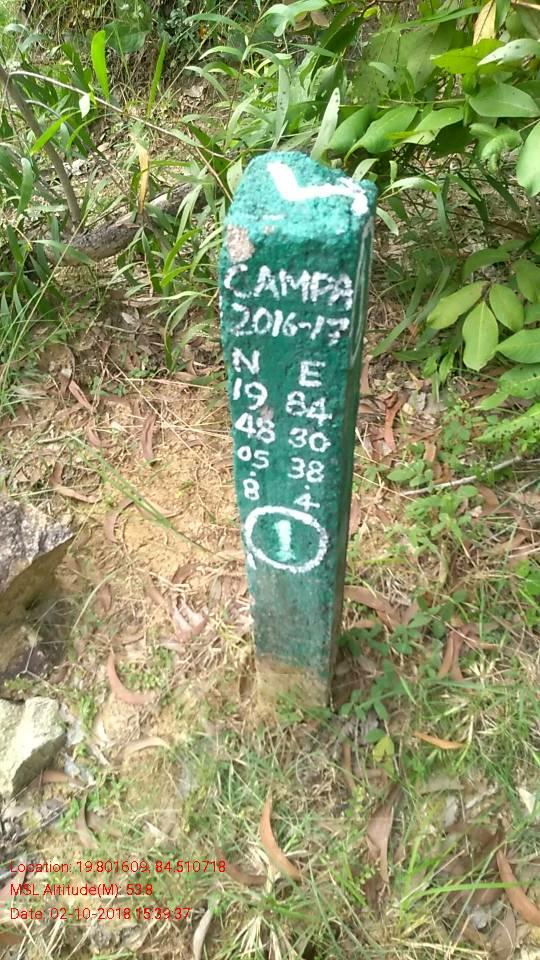 CAMPA
2016-17
N E
19 84
48 30
05 38
. .
8 4
1
Location: 19.801609, 84.510718
MSL Altitude(M): 53.8
Date: 02-10-2018 15:39:37